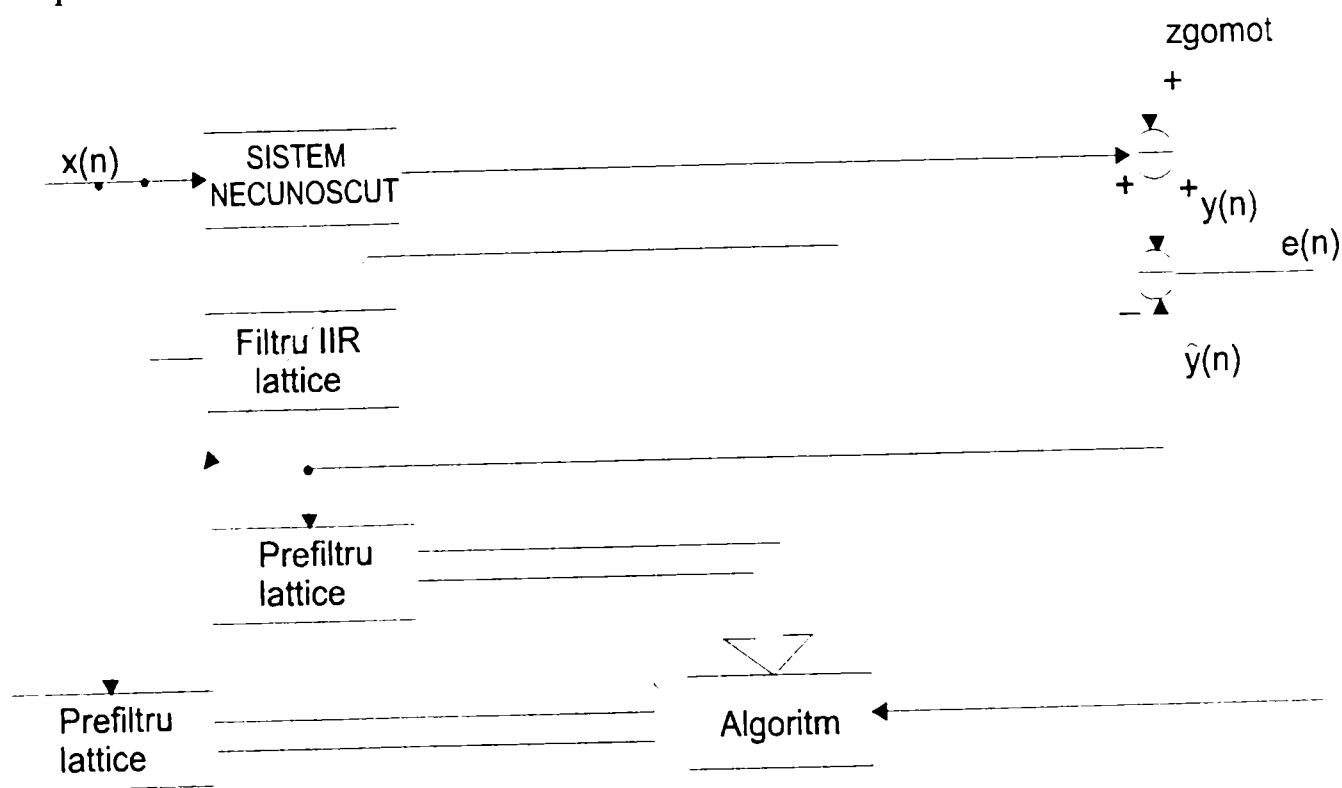 zgomot
+
x(n)
SISTEM
NECUNOSCUT
+
+
y(n)
e(n)
−
Filtru IIR
lattice
ŷ(n)
Prefiltru
lattice
Prefiltru
lattice
Algoritm